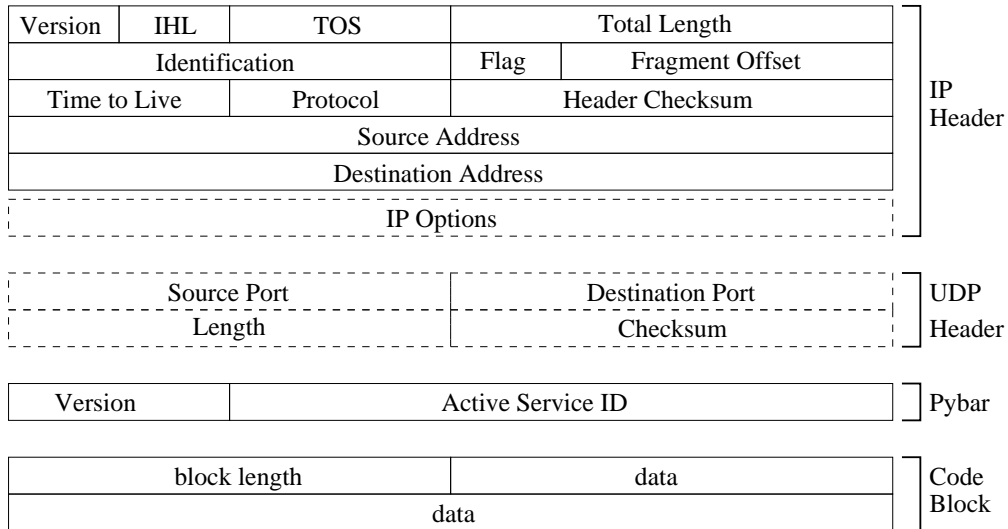 Version IHL TOS Total Length
Identification Flag Fragment Offset
Time to Live Protocol Header Checksum
Source Address
Destination Address
IP Options
IP
Header
Source Port Destination Port
Length Checksum
UDP
Header
Version Active Service ID
Pybar
block length data
data
Code
Block